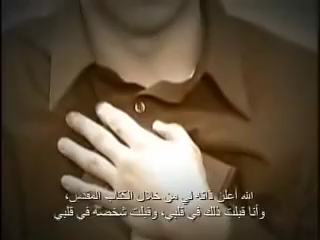 الله أعلن ذاته لي من خلال الكتاب المقدس،
وأنا قبلت ذلك في قلبي، وقبلت شخصه في قلبي